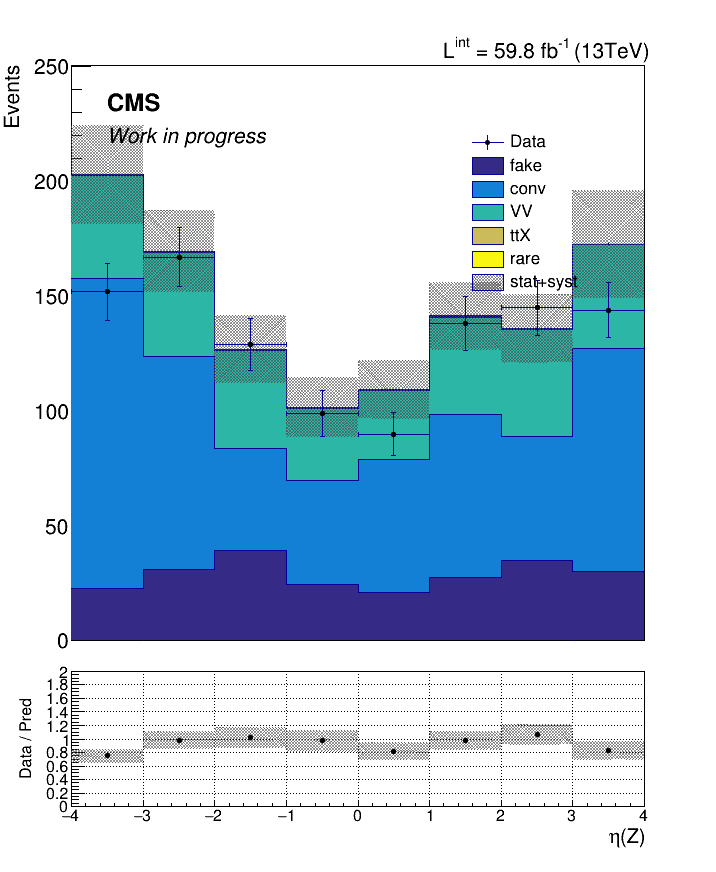 L^int = 59.8 fb^-1 (13TeV)
Events
250
200
150
100
50
0
CMS
Work in progress
Data
fake
conv
VV
ttX
rare
stat+syst
Data / Pred
2
1.8
1.6
1.4
1.2
1
0.8
0.6
0.4
0.2
0
−4 −3 −2 −1 0 1 2 3 4
η(Z)